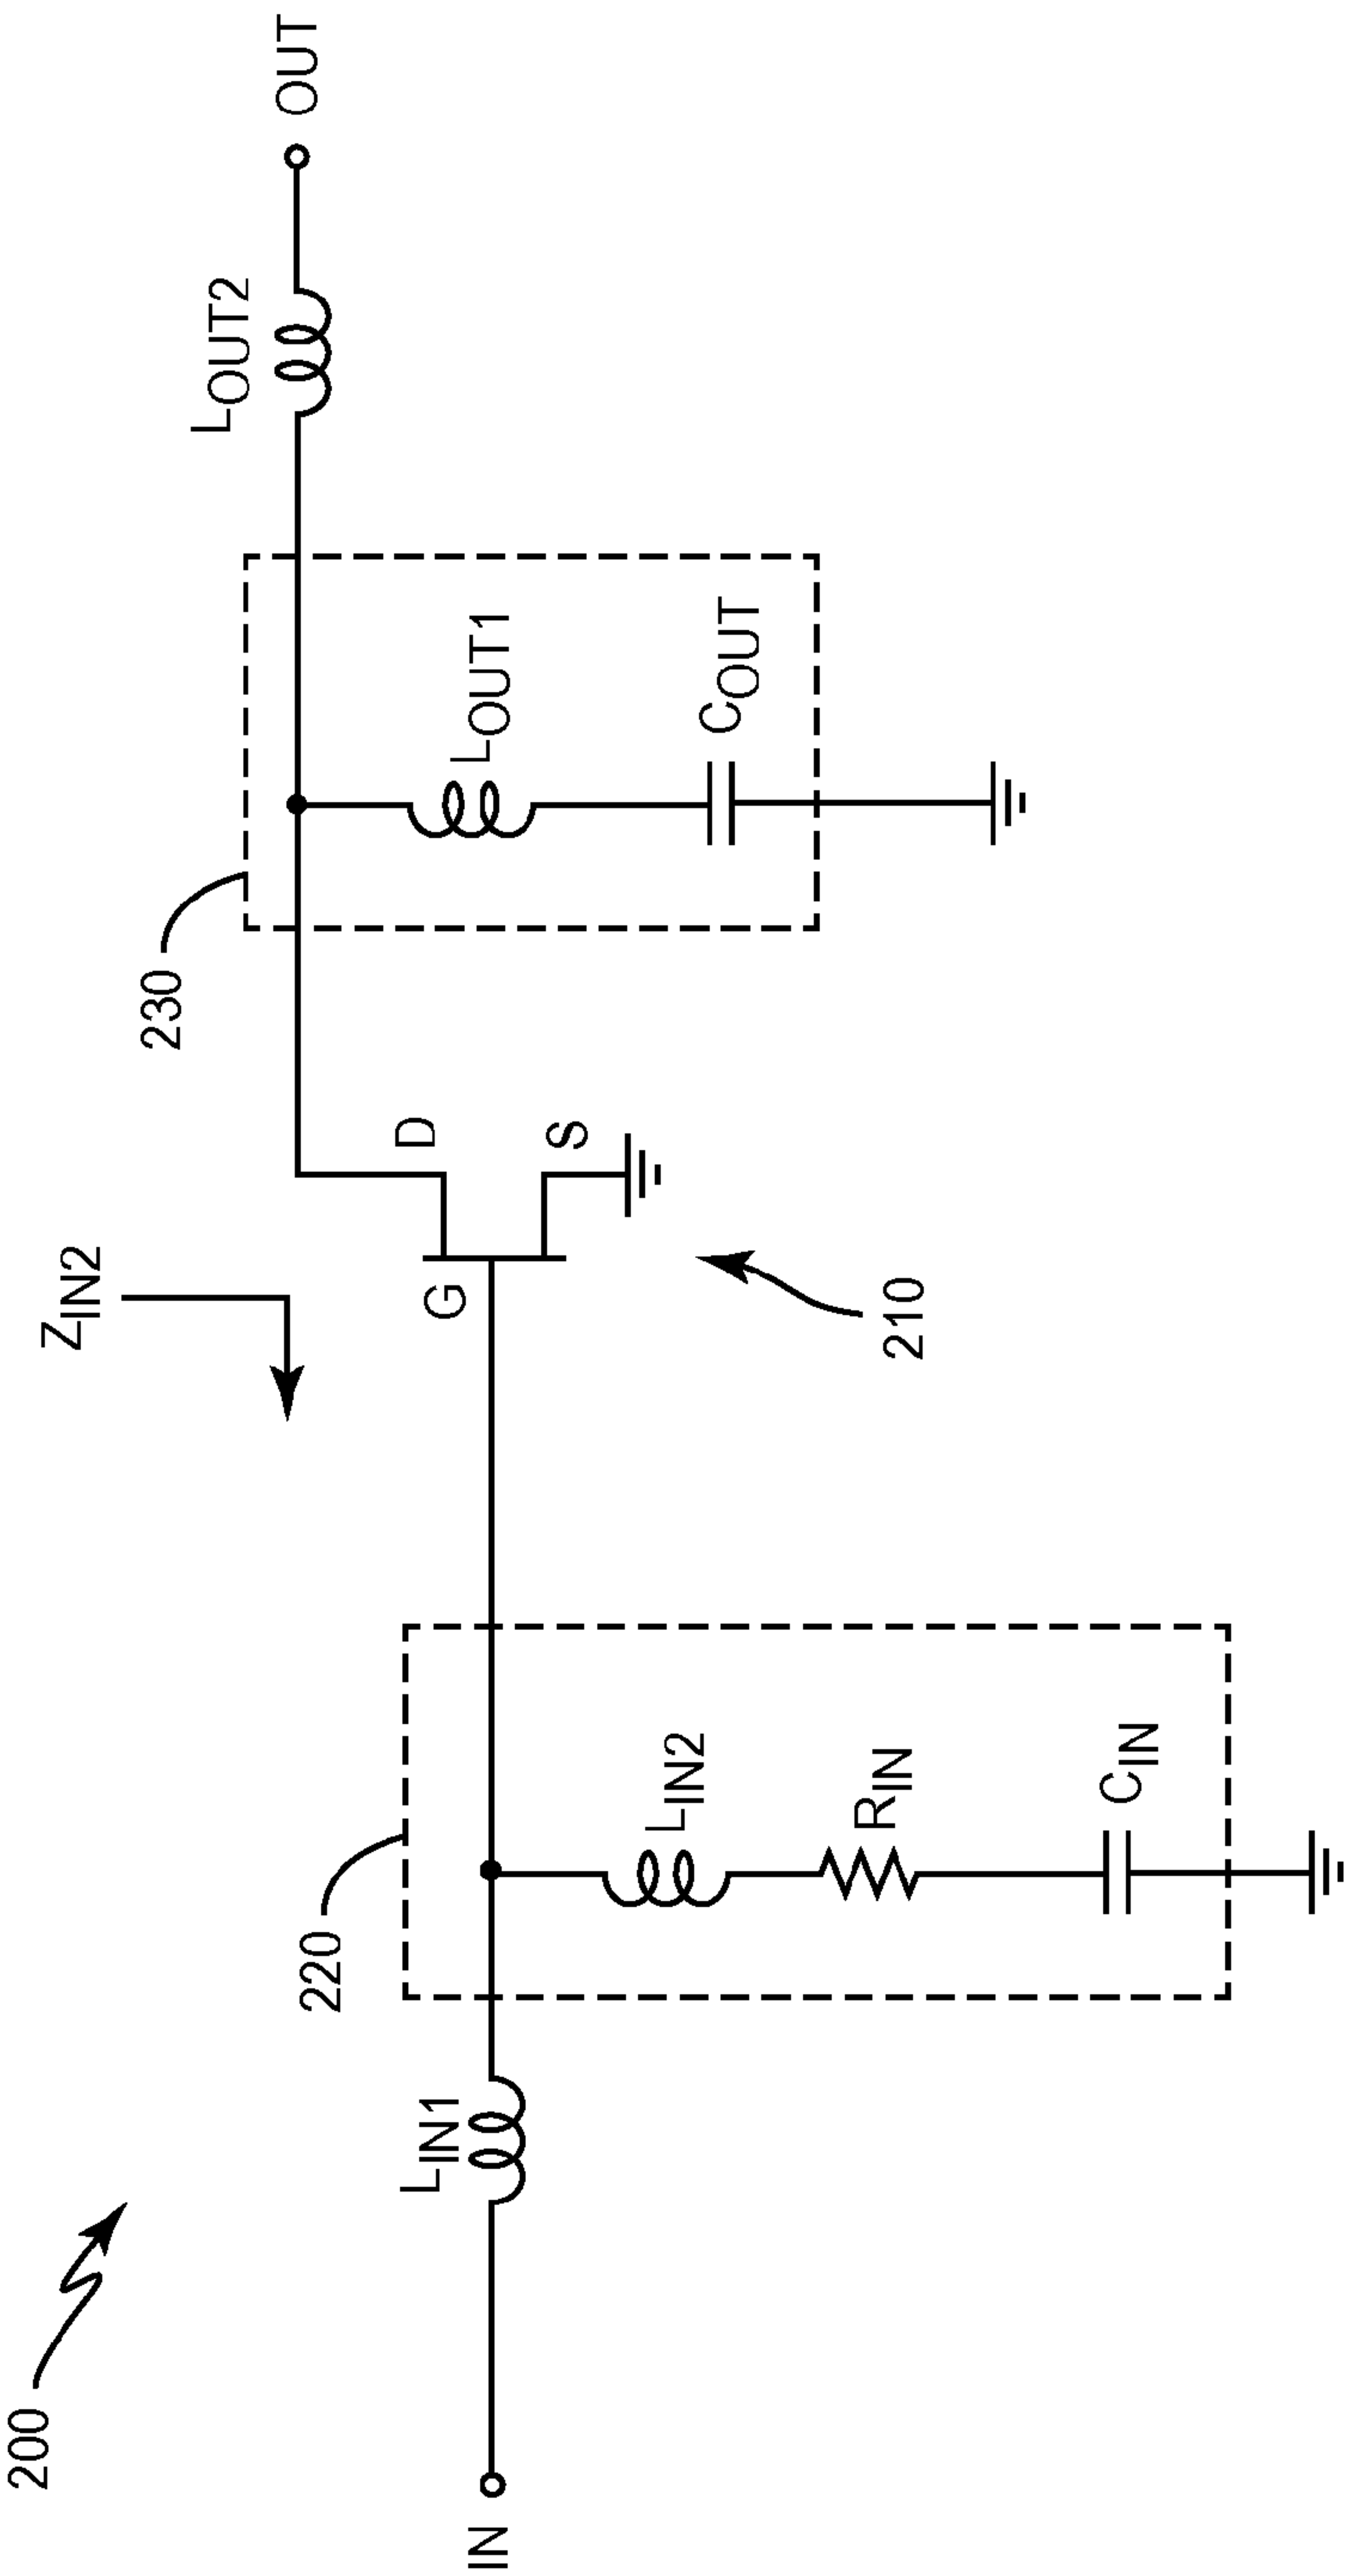 200
IN
LIN1
220
LIN2
RIN
CIN
ZIN2
G
D
S
210
230
LOUT1
COUT
LOUT2
OUT